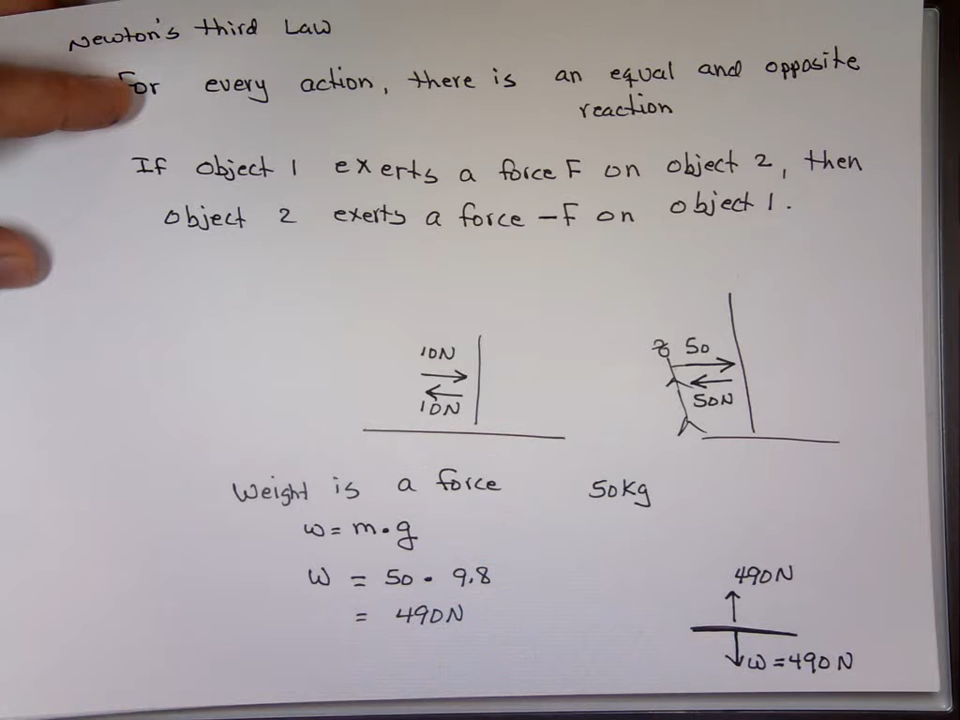 Newton's third Law
For every action, there is an equal and opposite
reaction
If object 1 exerts a force F on object 2, then
object 2 exerts a force -F on object 1.
10N
10N
50
50N
Weight is a force
50Kg
w = m•g
w = 50 • 9.8
= 490N
490N
w = 490N